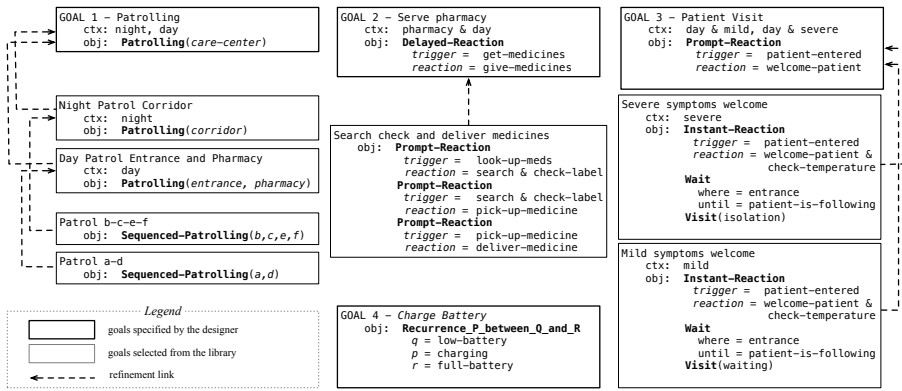 GOAL 1 - Patrolling
ctx: night, day
obj: Patrolling(care-center)
Night Patrol Corridor
ctx: night
obj: Patrolling(corridor)
Day Patrol Entrance and Pharmacy
ctx: day
obj: Patrolling(entrance, pharmacy)
Patrol b-c-e-f
obj: Sequenced-Patrolling(b,c,e,f)
Patrol a-d
obj: Sequenced-Patrolling(a,d)
Legend
goals specified by the designer
goals selected from the library
refinement link
GOAL 2 - Serve pharmacy
ctx: pharmacy & day
obj: Delayed-Reaction
trigger = get-medicines
reaction = give-medicines
Search check and deliver medicines
obj: Prompt-Reaction
trigger = look-up-meds
reaction = search & check-label
Prompt-Reaction
trigger = search & check-label
reaction = pick-up-medicine
Prompt-Reaction
trigger = pick-up-medicine
reaction = deliver-medicine
GOAL 4 - Charge Battery
obj: Recurrence_P_between_Q_and_R
q = low-battery
p = charging
r = full-battery
GOAL 3 - Patient Visit
ctx: day & mild, day & severe
obj: Prompt-Reaction
trigger = patient-entered
reaction = welcome-patient
Severe symptoms welcome
ctx: severe
obj: Instant-Reaction
trigger = patient-entered
reaction = welcome-patient &
check-temperature
Wait
where = entrance
until = patient-is-following
Visit(isolation)
Mild symptoms welcome
ctx: mild
obj: Instant-Reaction
trigger = patient-entered
reaction = welcome-patient &
check-temperature
Wait
where = entrance
until = patient-is-following
Visit(waiting)